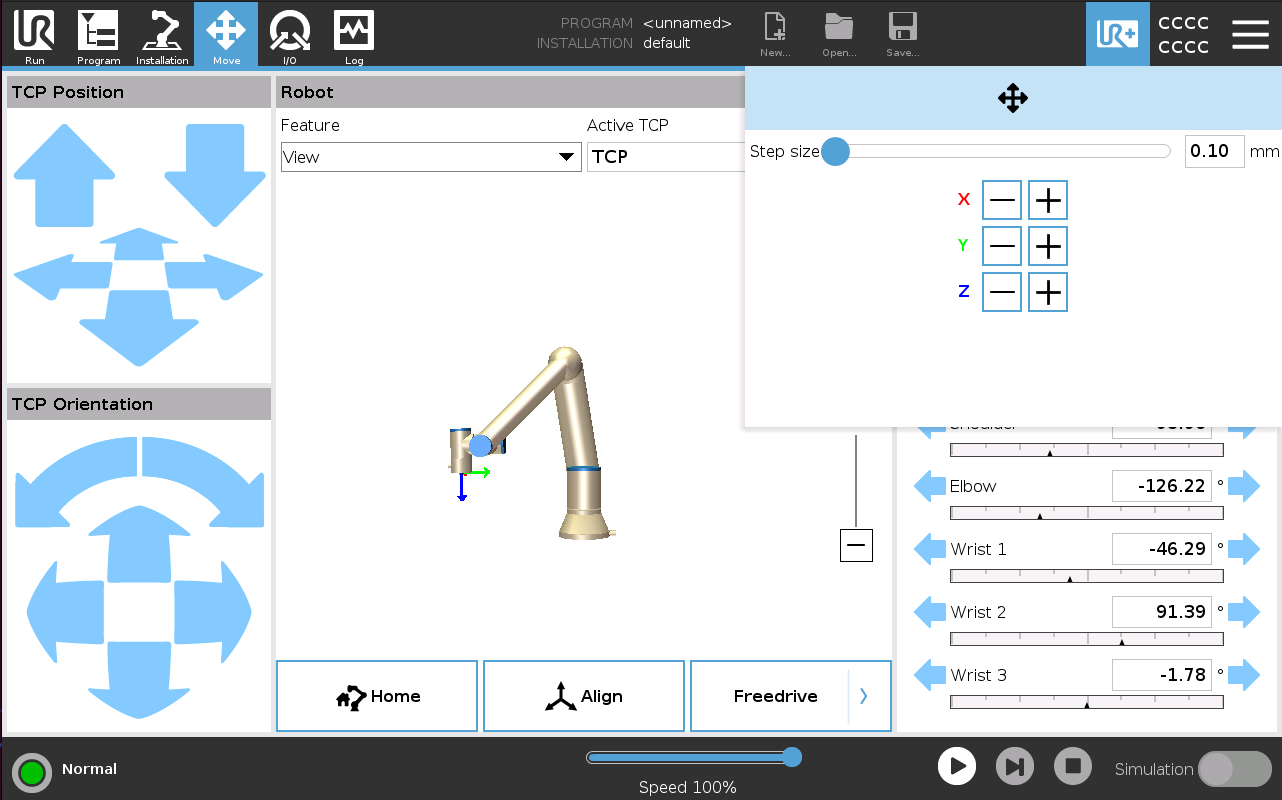 Run
Program
Installation
Move
I/O
Log
PROGRAM <unnamed>
INSTALLATION default
New...
Open...
Save...
UR+
CCCC
CCCC
TCP Position
Robot
Feature
Active TCP
View
TCP
Step size
0.10
mm
X
Y
Z
TCP Orientation
Elbow
-126.22 °
Wrist 1
-46.29 °
Wrist 2
91.39 °
Wrist 3
-1.78 °
Home
Align
Freedrive
Normal
Speed 100%
Simulation